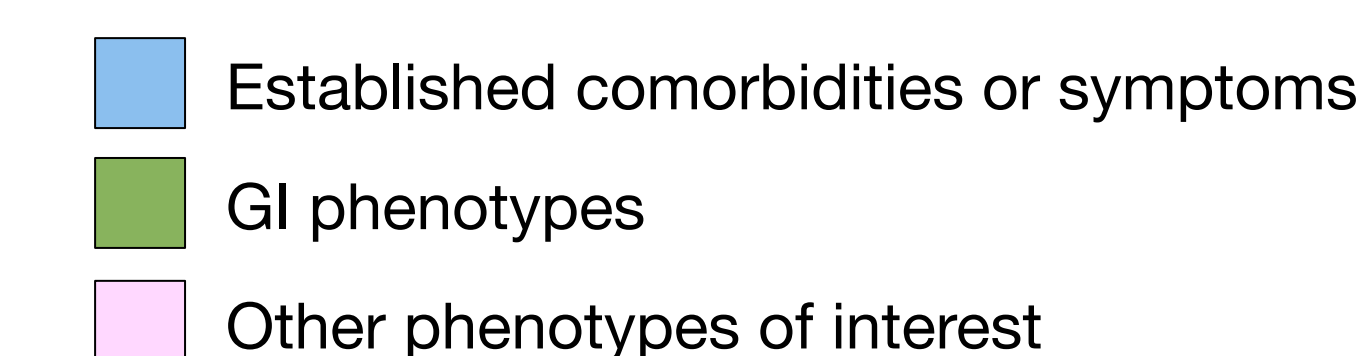 Established comorbidities or symptoms
GI phenotypes
Other phenotypes of interest